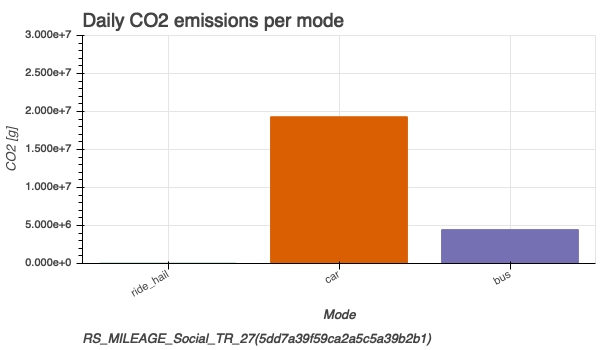 Daily CO2 emissions per mode
3.000e+7
2.500e+7
2.000e+7
1.500e+7
1.000e+7
5.000e+6
0.000e+0
CO2 [g]
ride_hail
car
bus
Mode
RS_MILEAGE_Social_TR_27(5dd7a39f59ca2a5c5a39b2b1)